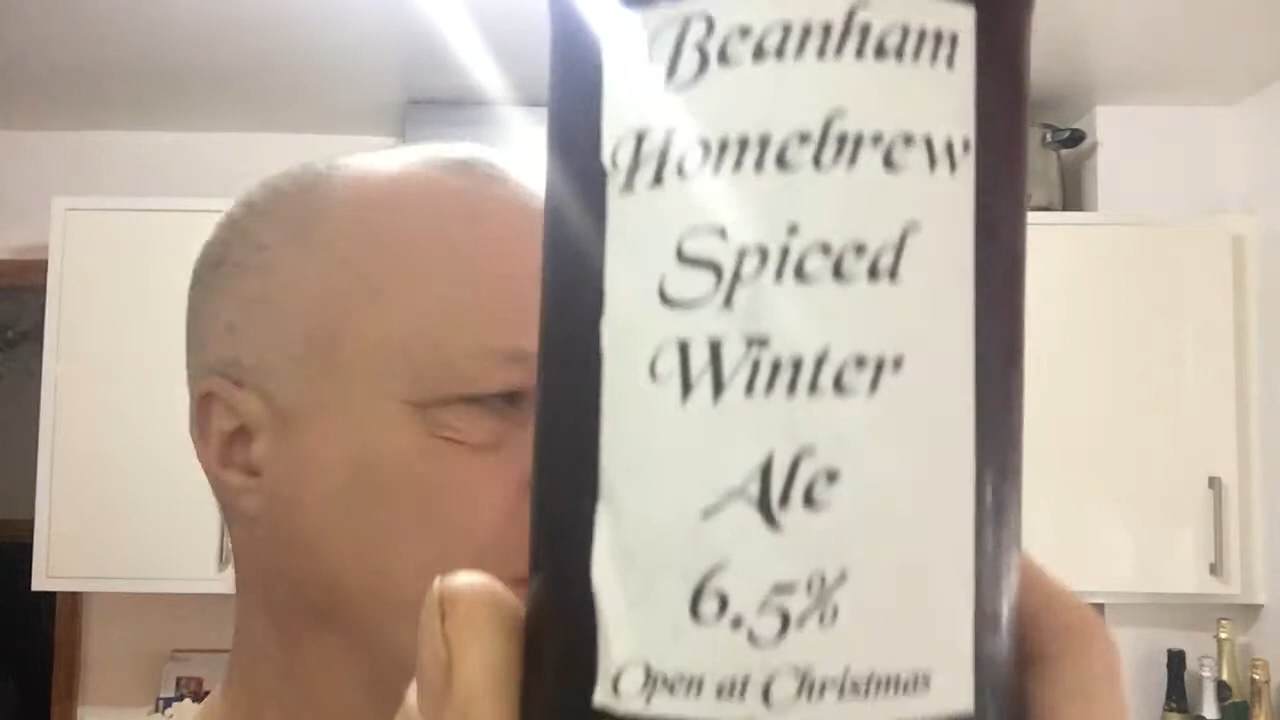 Beanham
Homebrew
Spiced
Winter
Ale
6.5%
Open at Christmas